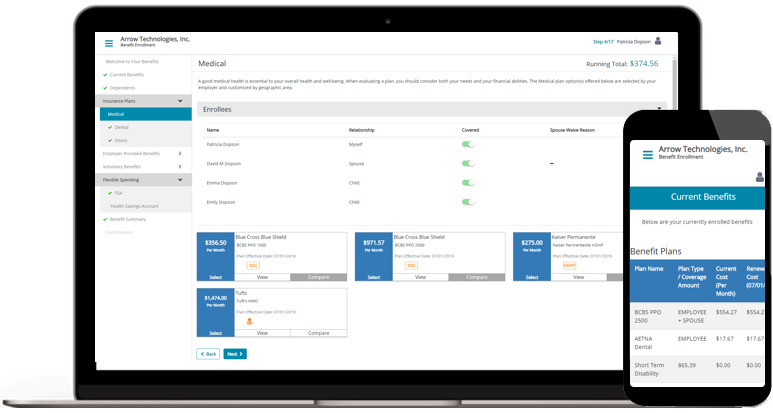 Arrow Technologies, Inc.
Benefit Enrollment
Step 4/17 Patricia Dopson
Welcome to Your Benefits
Current Benefits
Dependents
Insurance Plans
Medical
Dental
Vision
Employer Provided Benefits
Voluntary Benefits
Flexible Spending
FSA
Health Savings Account
Benefit Summary
Confirmation
Medical
Running Total: $374.56
A good medical health is essential to your overall health and well-being. When evaluating a plan, you should consider both your needs and your financial abilities. The Medical plan option(s) offered below are selected by
your employer and customized by geographic area.
Enrollees
Name Relationship Covered Spouse Waive Reason
Patricia Dopson Myself
David M Dopson Spouse –
Emma Dopson Child
Emily Dopson Child
$356.50
Per Month
Select
Blue Cross Blue Shield
BCBS PPO 1000
Plan Effective Date: 07/01/2019
View Compare
$971.57
Per Month
Select
Blue Cross Blue Shield
BCBS PPO 2500
Plan Effective Date: 07/01/2019
View Compare
$275.00
Per Month
Select
Kaiser Permanente
Kaiser Permanente HDHP
Plan Effective Date: 07/01/2019
HDHP
View
$1,474.00
Per Month
Select
Tufts
Tufts HMO
Plan Effective Date: 07/01/2019
View Compare
Back Next
Arrow Technologies, Inc.
Benefit Enrollment
Current Benefits
Below are your currently enrolled benefits
Benefit Plans
Plan Name Plan Type / Coverage Amount Current Cost (Per Month) Renew Cost (07/01/
BCBS PPO 2500 EMPLOYEE + SPOUSE $554.27 $554.2
AETNA Dental EMPLOYEE $17.67 $17.67
Short Term Disability 865.39 $0.00 $0.00